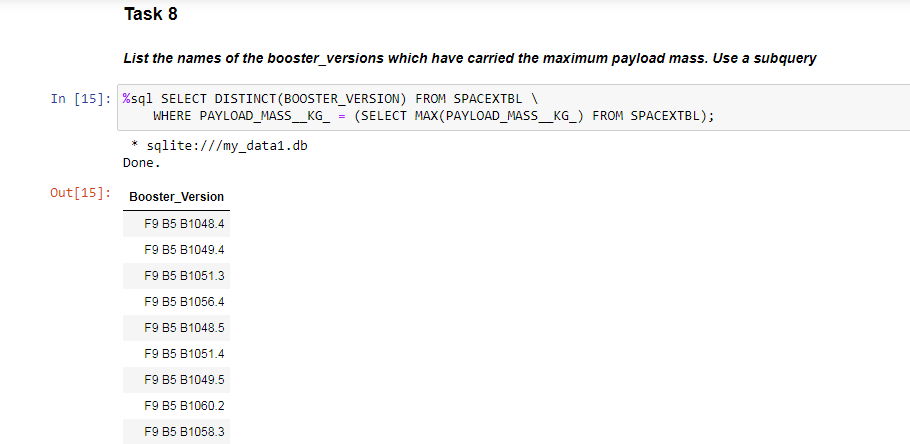 Task 8
List the names of the booster_versions which have carried the maximum payload mass. Use a subquery
In [15]: %sql SELECT DISTINCT(BOOSTER_VERSION) FROM SPACEXTBL \
WHERE PAYLOAD_MASS__KG_ = (SELECT MAX(PAYLOAD_MASS__KG_) FROM SPACEXTBL);
* sqlite:///my_data1.db
Done.
Out[15]: Booster_Version
F9 B5 B1048.4
F9 B5 B1049.4
F9 B5 B1051.3
F9 B5 B1056.4
F9 B5 B1048.5
F9 B5 B1051.4
F9 B5 B1049.5
F9 B5 B1060.2
F9 B5 B1058.3